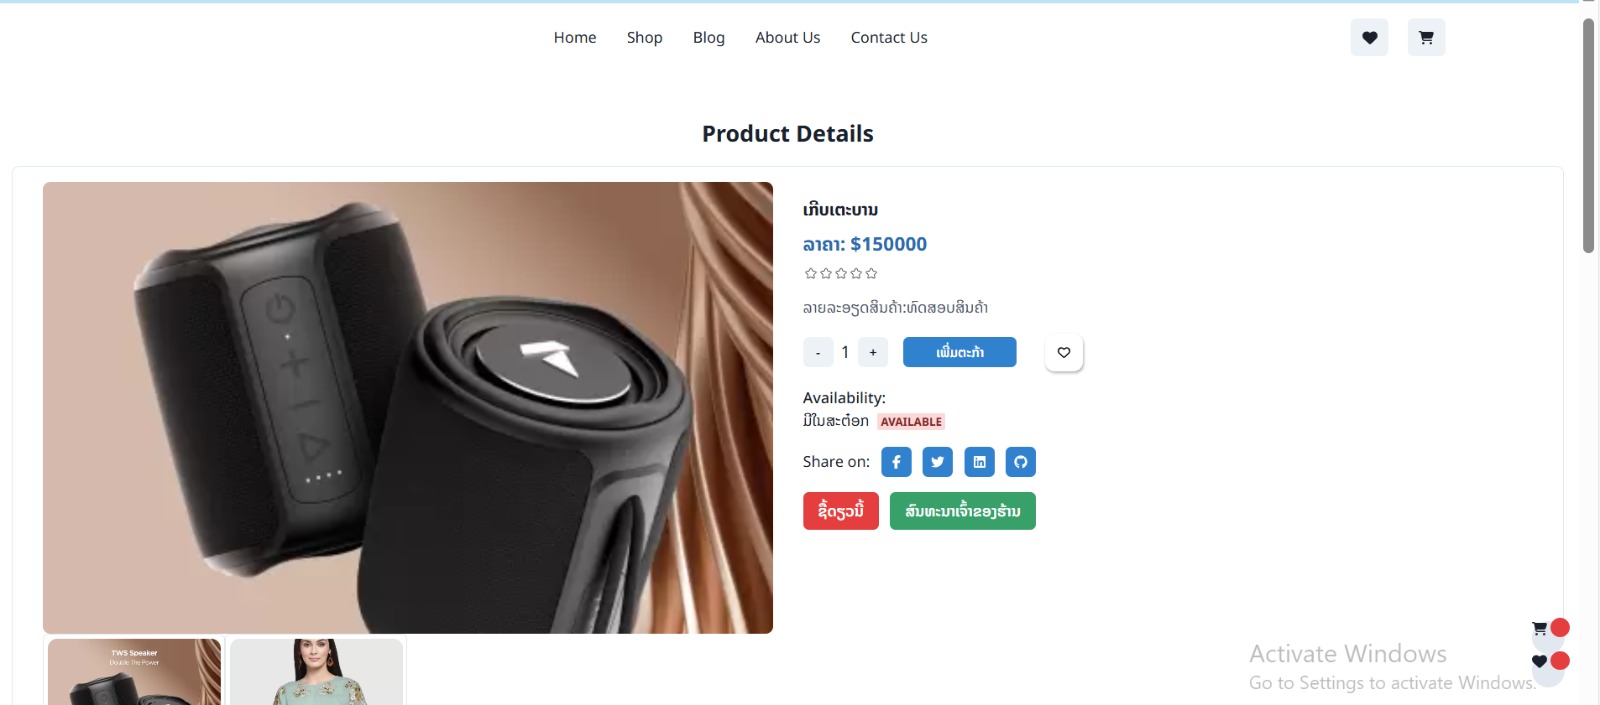 Home Shop Blog About Us Contact Us
Product Details
ເກີບເຕະບານ
ລາຄາ: $150000
ລາຍລະອຽດສິນຄ້າ:ທົດສອບສິນຄ້າ
- 1 + ເພີ່ມຕະກ້າ
Availability:
ມີໃນສະຕ໋ອກ AVAILABLE
Share on:
ຊື້ດຽວນີ້ ສົນທະນາເຈົ້າຂອງຮ້ານ
TWS Speaker
Double The Power
Activate Windows
Go to Settings to activate Windows.